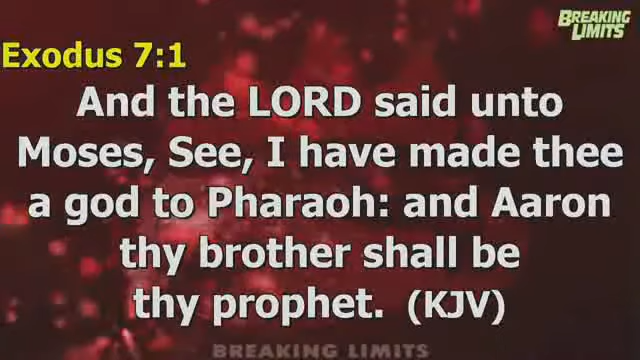 BREAKING
LIMITS
Exodus 7:1
And the LORD said unto
Moses, See, I have made thee
a god to Pharaoh: and Aaron
thy brother shall be
thy prophet. (KJV)
BREAKING LIMITS